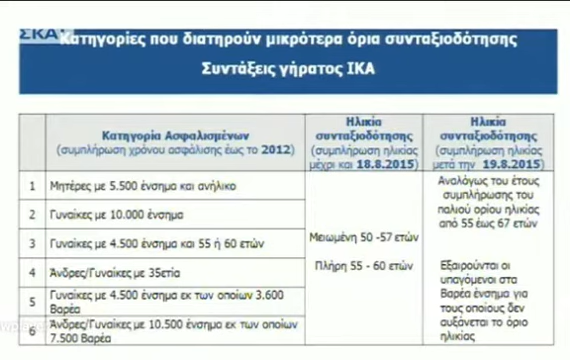 ΣΚΑ
Κατηγορίες που διατηρούν μικρότερα όρια συνταξιοδότησης
Συντάξεις γήρατος ΙΚΑ
Κατηγορία Ασφαλισμένων
(συμπλήρωση χρόνου ασφάλισης έως το 2012)
Ηλικία
συνταξιοδότησης
(συμπλήρωση ηλικίας
μέχρι και 18.8.2015)
Ηλικία
συνταξιοδότησης
(συμπλήρωση ηλικίας
μετά την 19.8.2015)
1 Μητέρες με 5.500 ένσημα και ανήλικο
2 Γυναίκες με 10.000 ένσημα
3 Γυναίκες με 4.500 ένσημα και 55 ή 60 ετών
4 Άνδρες/Γυναίκες με 35ετία
5 Γυναίκες με 4.500 ένσημα εκ των οποίων 3.600
Βαρέα
6 Άνδρες/Γυναίκες με 10.500 ένσημα εκ των οποίων
7.500 Βαρέα
Μειωμένη 50 -57 ετών
Πλήρη 55 - 60 ετών
Αναλόγως του έτους
συμπλήρωσης του
παλιού ορίου ηλικίας
από 55 έως 67 ετών
Εξαιρούνται οι
υπαγόμενοι στα
Βαρέα ένσημα για
τους οποίους δεν
αυξάνεται το όριο
ηλικίας